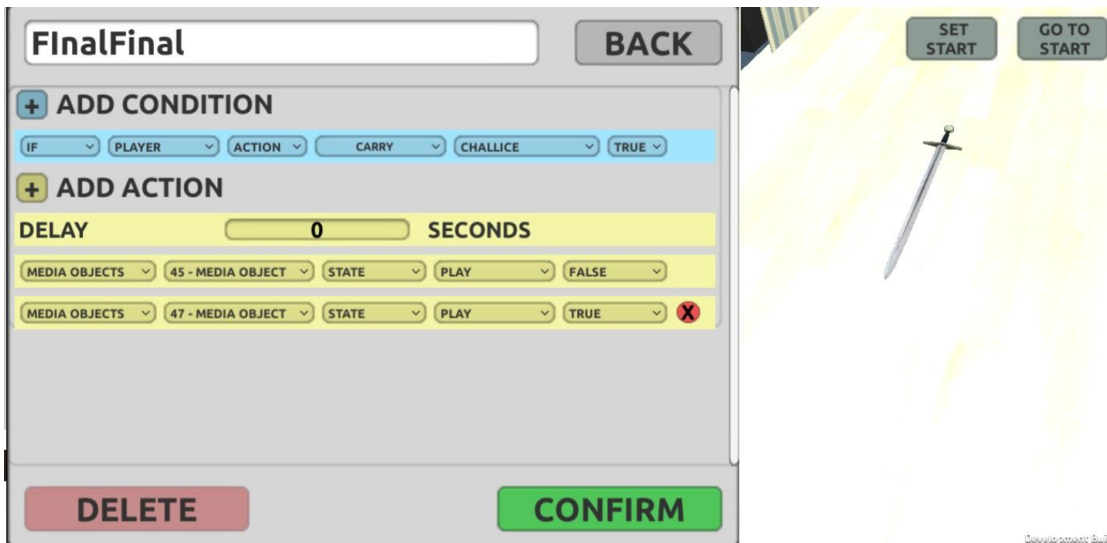 FInalFinal
BACK
SET START
GO TO START
+ ADD CONDITION
IF PLAYER ACTION CARRY CHALLICE TRUE
+ ADD ACTION
DELAY 0 SECONDS
MEDIA OBJECTS 45 - MEDIA OBJECT STATE PLAY FALSE
MEDIA OBJECTS 47 - MEDIA OBJECT STATE PLAY TRUE X
DELETE
CONFIRM
Development Bui